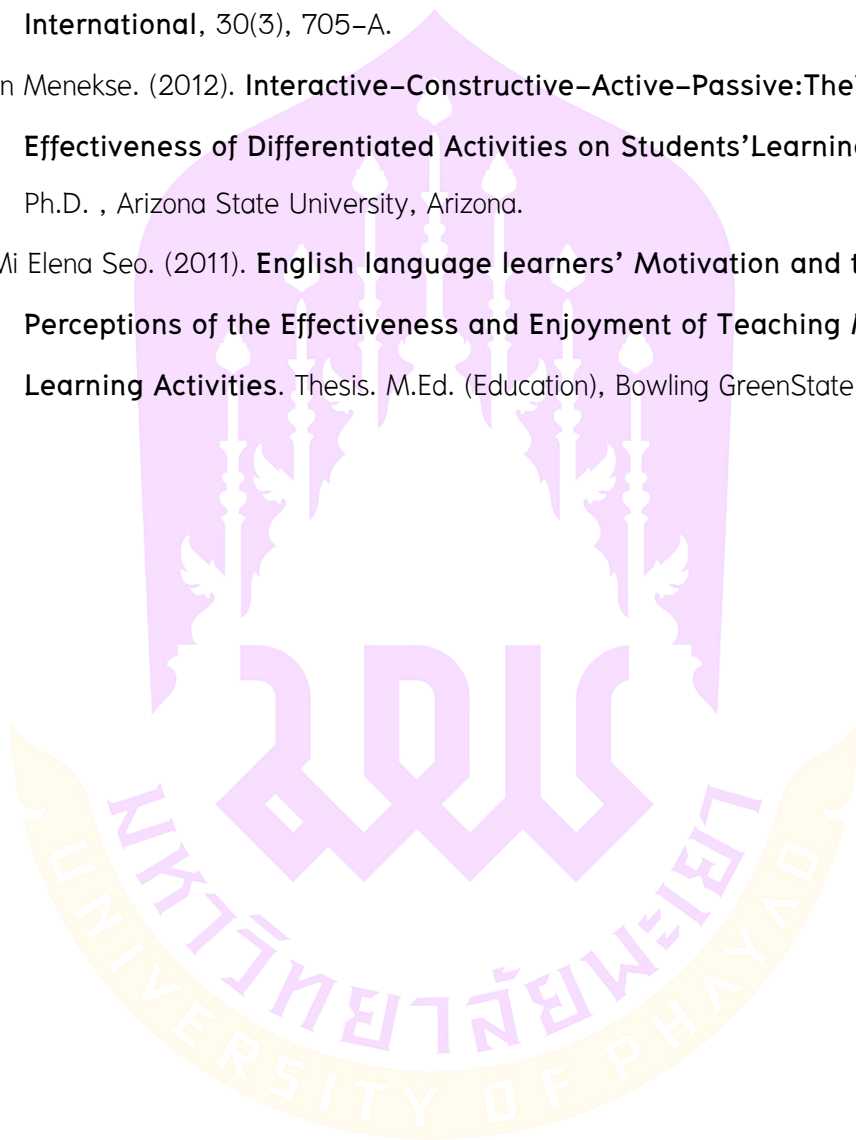 International, 30(3), 705–A.
n Menekse. (2012). Interactive–Constructive–Active–Passive:The
Effectiveness of Differentiated Activities on Students’Learning
Ph.D. , Arizona State University, Arizona.
Mi Elena Seo. (2011). English language learners’ Motivation and t
Perceptions of the Effectiveness and Enjoyment of Teaching
Learning Activities. Thesis. M.Ed. (Education), Bowling GreenState
มหาวิทยาลัยพะเยา
UNIVERSITY OF PHAYAO